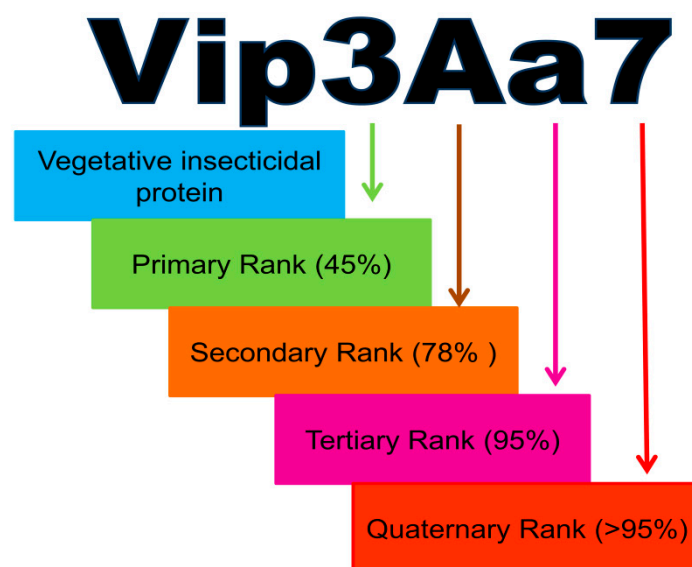 Vip3Aa7
Vegetative insecticidal
protein
Primary Rank (45%)
Secondary Rank (78% )
Tertiary Rank (95%)
Quaternary Rank (>95%)